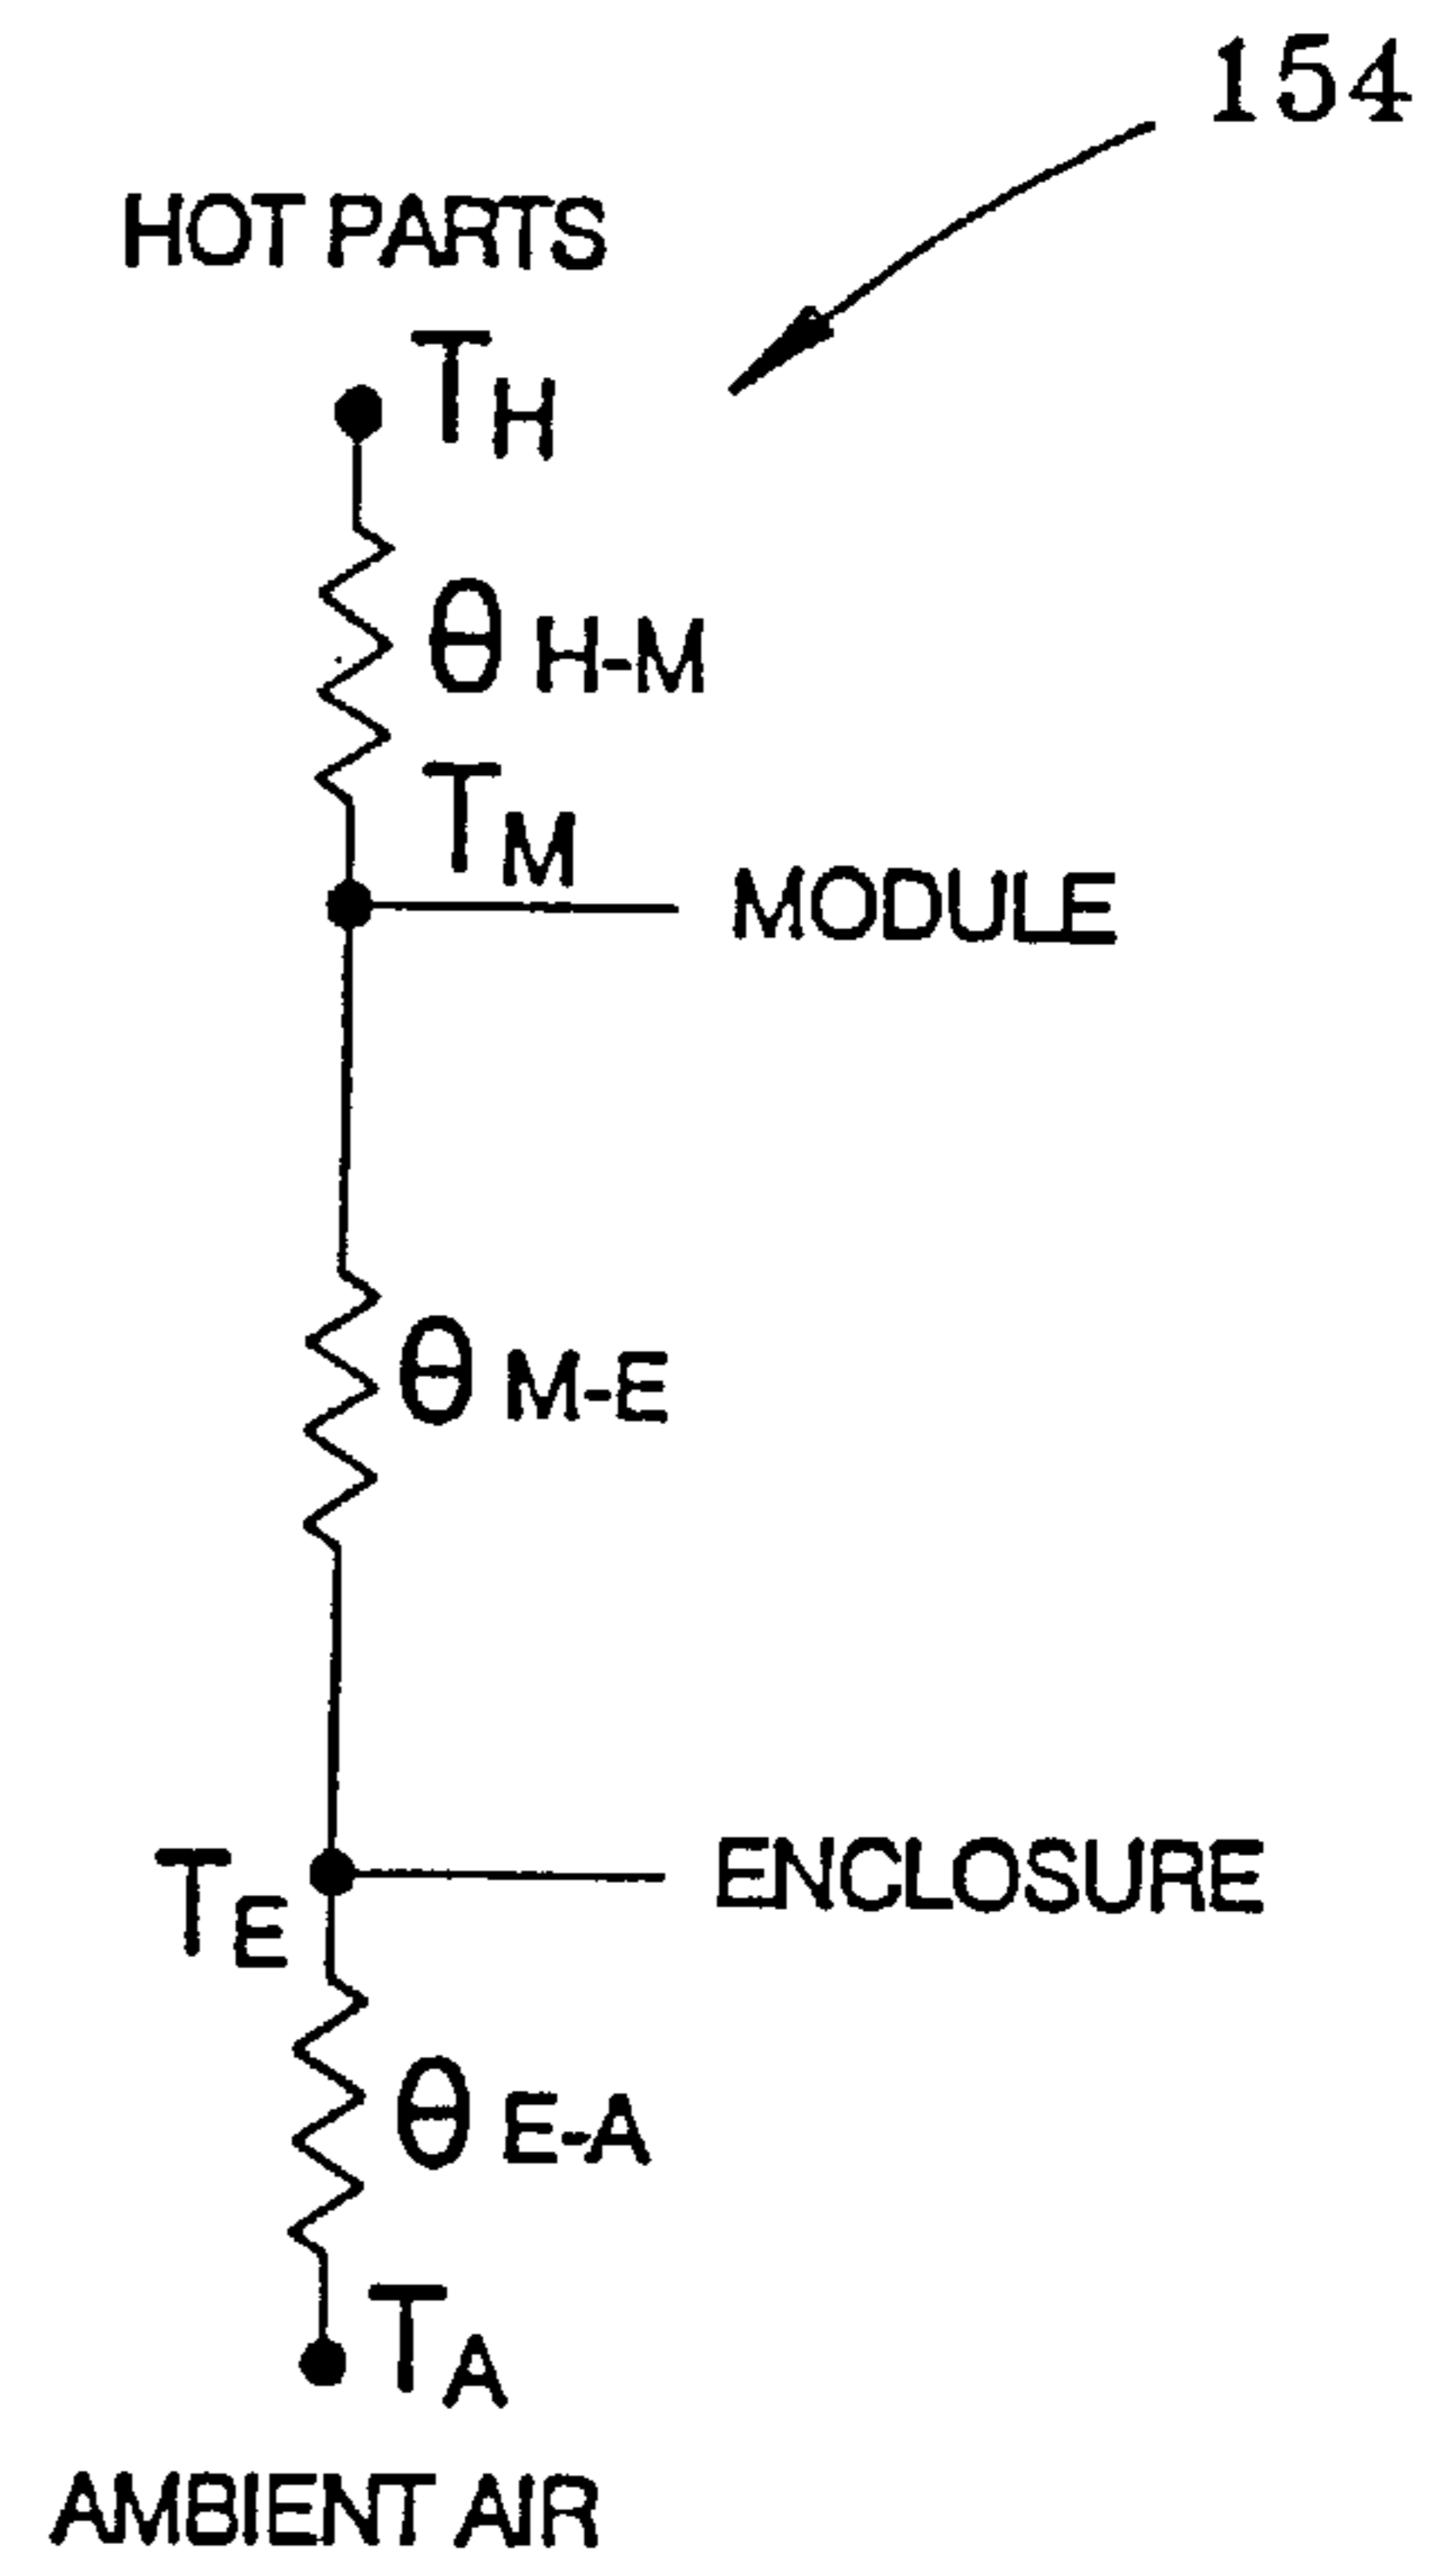 154
HOT PARTS
TH
θ H-M
TM
MODULE
θ M-E
TE
ENCLOSURE
θ E-A
TA
AMBIENT AIR